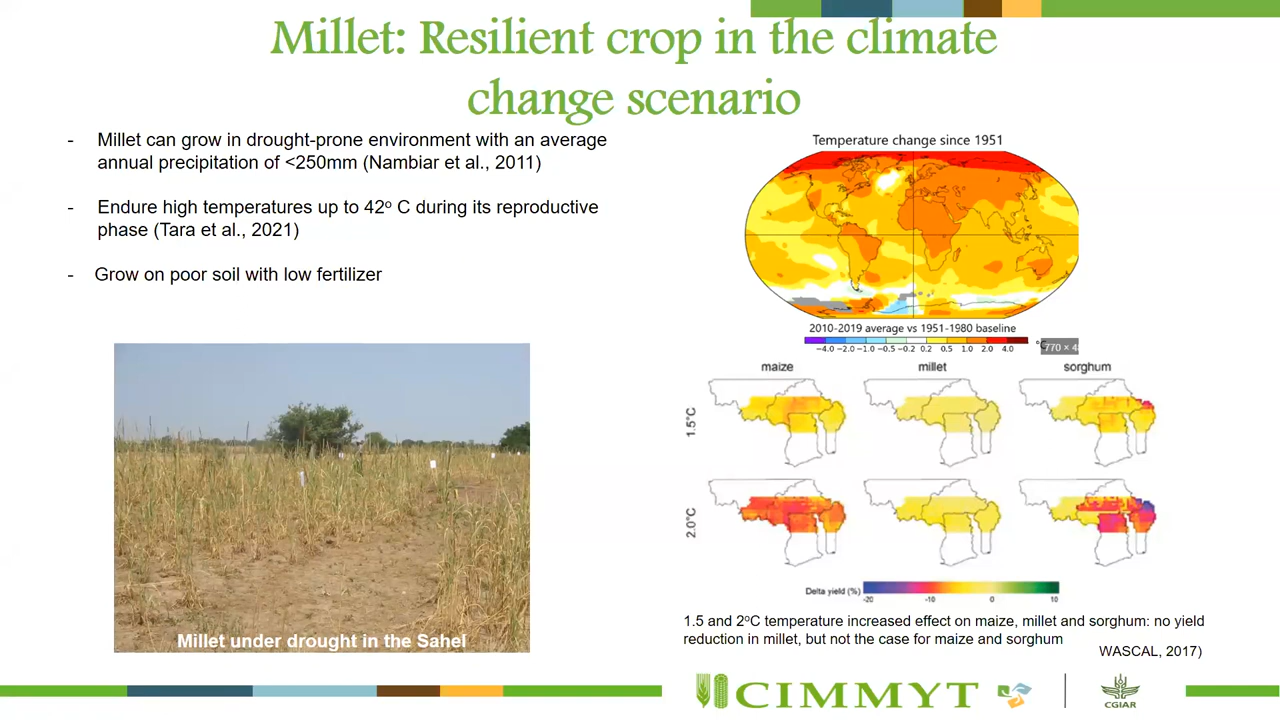 Millet: Resilient crop in the climate
change scenario
- Millet can grow in drought-prone environment with an average
annual precipitation of <250mm (Nambiar et al., 2011)
- Endure high temperatures up to 42º C during its reproductive
phase (Tara et al., 2021)
- Grow on poor soil with low fertilizer
Millet under drought in the Sahel
Temperature change since 1951
2010-2019 average vs 1951-1980 baseline
−4.0 −2.0 −1.0 −0.5 −0.2 0.2 0.5 1.0 2.0 4.0
maize millet sorghum
1.5°C
2.0°C
Delta yield (%)
-20 -10 0 10
1.5 and 2ºC temperature increased effect on maize, millet and sorghum: no yield
reduction in millet, but not the case for maize and sorghum
WASCAL, 2017)
CIMMYT
CGIAR